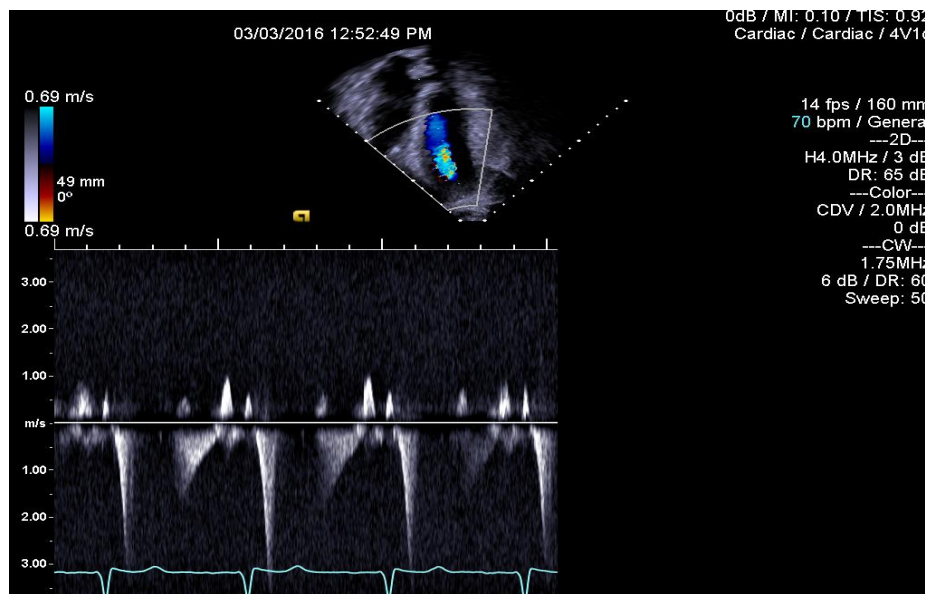 0dB / MI: 0.10 / TIS: 0.92
03/03/2016 12:52:49 PM
Cardiac / Cardiac / 4V1c
0.69 m/s
14 fps / 160 mm
70 bpm / General
---2D---
H4.0MHz / 3 dB
DR: 65 dB
49 mm
0°
---Color---
CDV / 2.0MHz
0.69 m/s
0 dB
---CW---
1.75MHz
6 dB / DR: 60
Sweep: 50
3.00
2.00
1.00
m/s
1.00
2.00
3.00